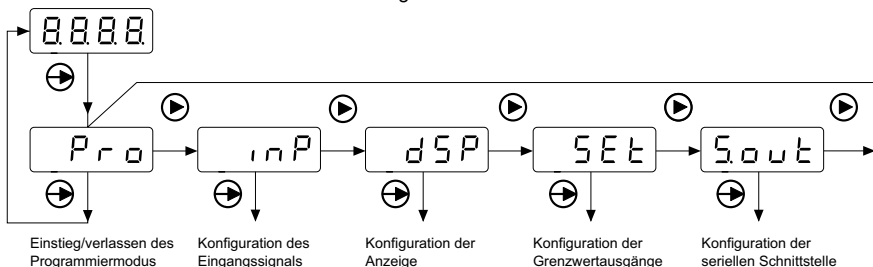 8.8.8.8.
Pro
inP
dSP
SEt
S.out
Einstieg/verlassen des
Programmiermodus
Konfiguration des
Eingangssignals
Konfiguration der
Anzeige
Konfiguration der
Grenzwertausgänge
Konfiguration der
seriellen Schnittstelle